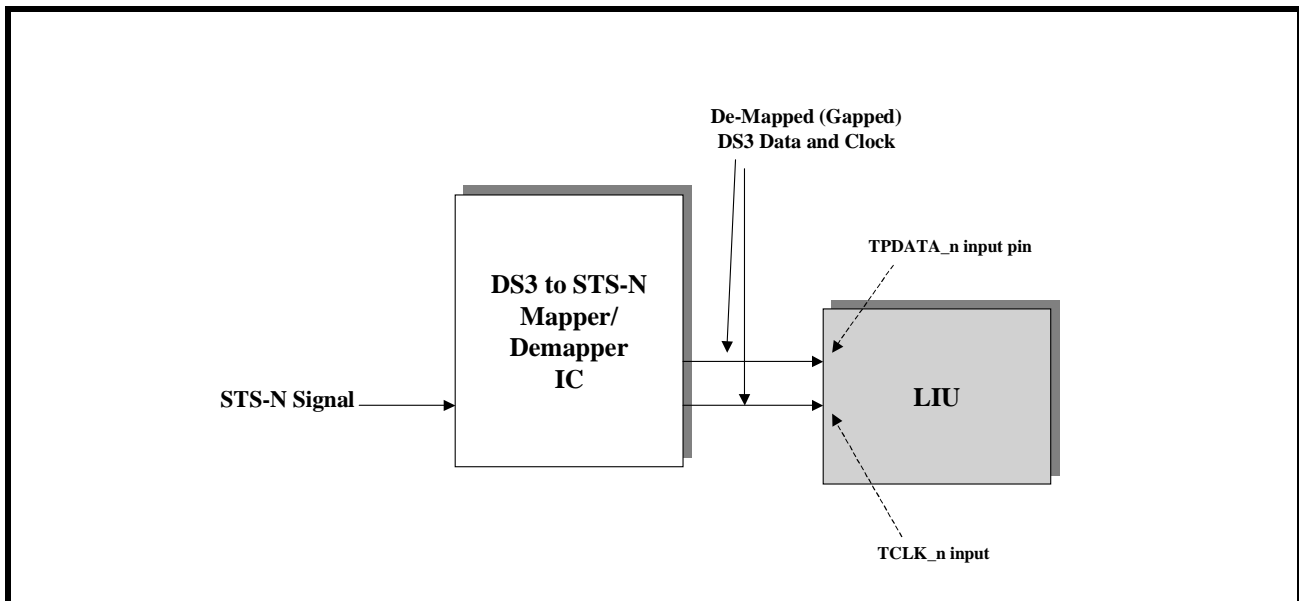 De-Mapped (Gapped)
DS3 Data and Clock
TPDATA_n input pin
DS3 to STS-N
Mapper/
Demapper
IC
STS-N Signal
LIU
TCLK_n input